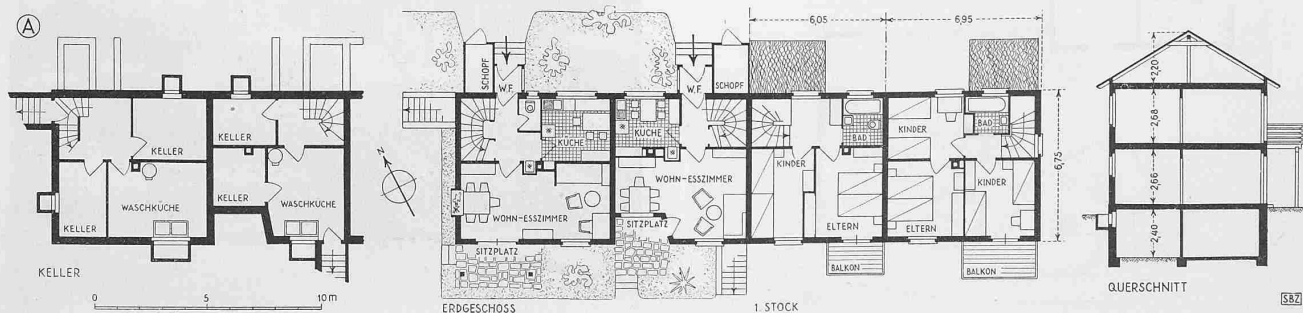 A
KELLER
KELLER
WASCHKÜCHE
KELLER
KELLER
KELLER
WASCHKÜCHE
KELLER
0 5 10 m
N
SCHOPF
W.F.
W.F.
SCHOPF
KÜCHE
KÜCHE
WOHN-ESSZIMMER
WOHN-ESSZIMMER
SITZPLATZ
SITZPLATZ
ERDGESCHOSS
6,05
6,95
BAD
KINDER
ELTERN
BALKON
KINDER
BAD
KINDER
ELTERN
BALKON
6,75
1. STOCK
2,20
2,68
2,66
2,40
QUERSCHNITT
SBZ